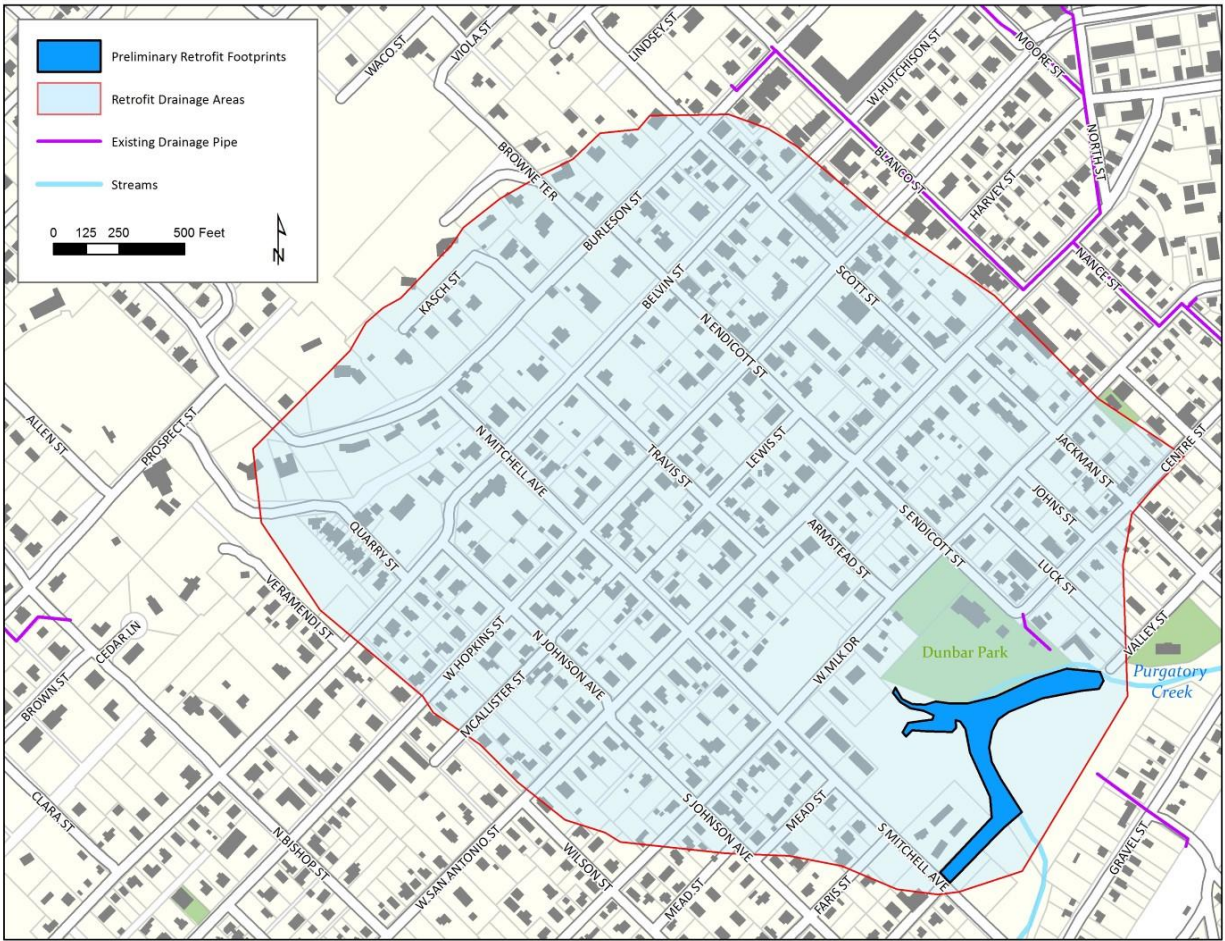 Preliminary Retrofit Footprints
Retrofit Drainage Areas
Existing Drainage Pipe
Streams
0 125 250 500 Feet
N
WACO ST
VIOLA ST
LINDSEY ST
W HUTCHISON ST
MOORE ST
NORTH ST
BROWNE TER
BLANCO ST
HARVEY ST
BURLESON ST
NANCE ST
KASCH ST
BELVIN ST
SCOTT ST
N ENDICOTT ST
ALLEN ST
PROSPECT ST
N MITCHELL AVE
TRAVIS ST
LEWIS ST
JACKMAN ST
CENTRE ST
JOHNS ST
QUARRY ST
ARMSTEAD ST
S ENDICOTT ST
LUCK ST
VERAMENDI ST
CEDAR LN
W HOPKINS ST
N JOHNSON AVE
W MLK DR
Dunbar Park
VALLEY ST
Purgatory
Creek
BROWN ST
MCALLISTER ST
CLARA ST
N BISHOP ST
W SAN ANTONIO ST
WILSON ST
S JOHNSON AVE
MEAD ST
S MITCHELL AVE
GRAVEL ST
MEAD ST
FARIS ST